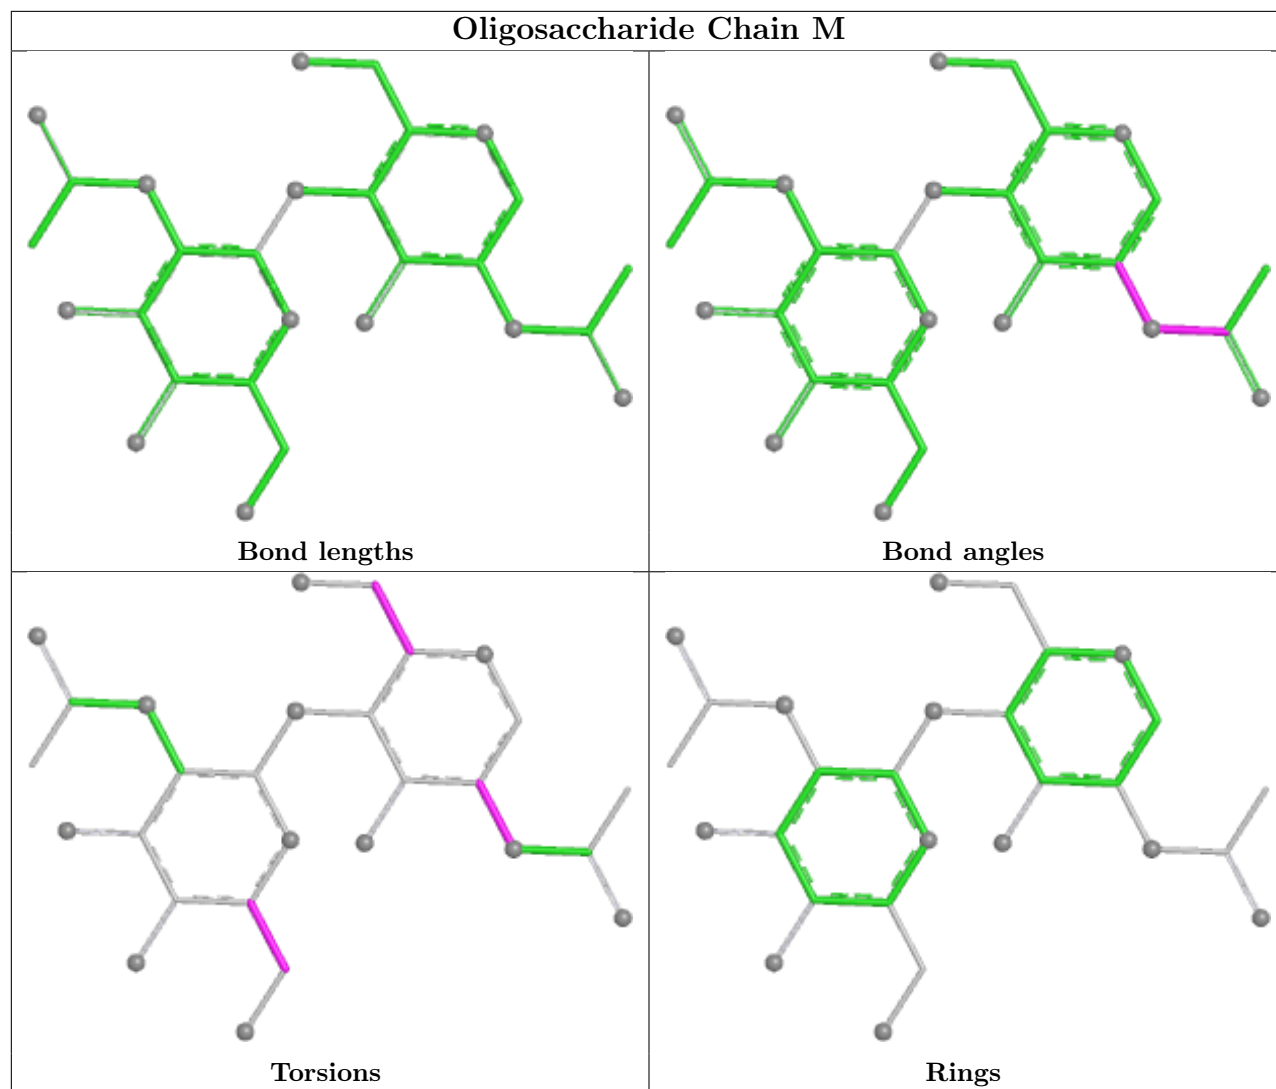 Oligosaccharide Chain M
Bond lengths
Bond angles
Torsions
Rings